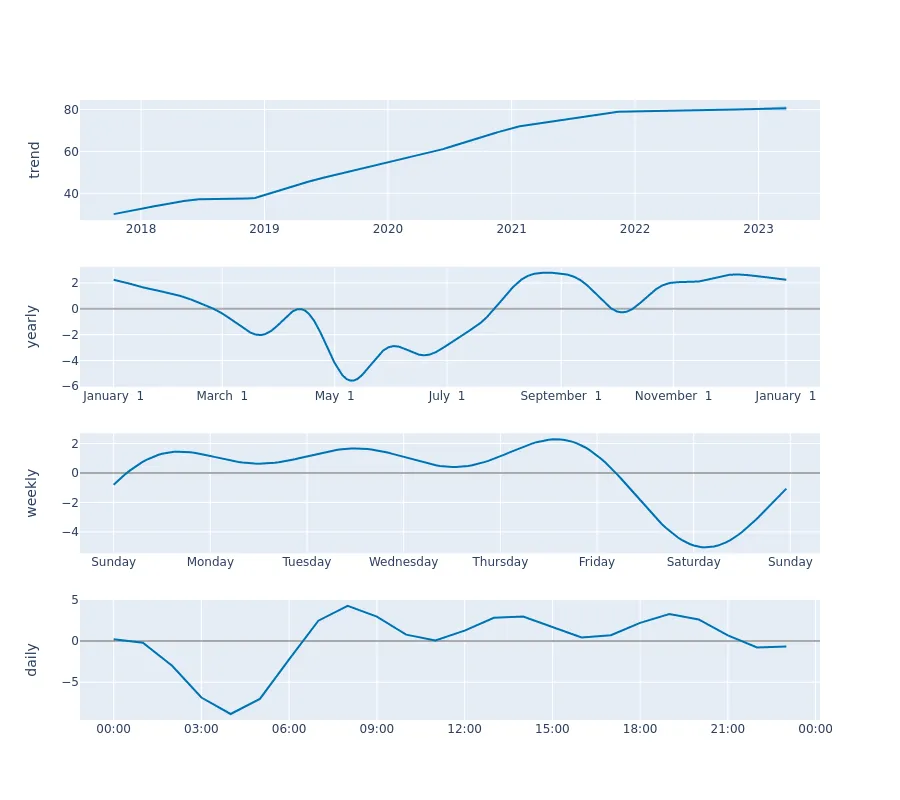 trend
80
60
40
2018 2019 2020 2021 2022 2023
yearly
2
0
−2
−4
−6
January 1 March 1 May 1 July 1 September 1 November 1 January 1
weekly
2
0
−2
−4
Sunday Monday Tuesday Wednesday Thursday Friday Saturday Sunday
daily
5
0
−5
00:00 03:00 06:00 09:00 12:00 15:00 18:00 21:00 00:00